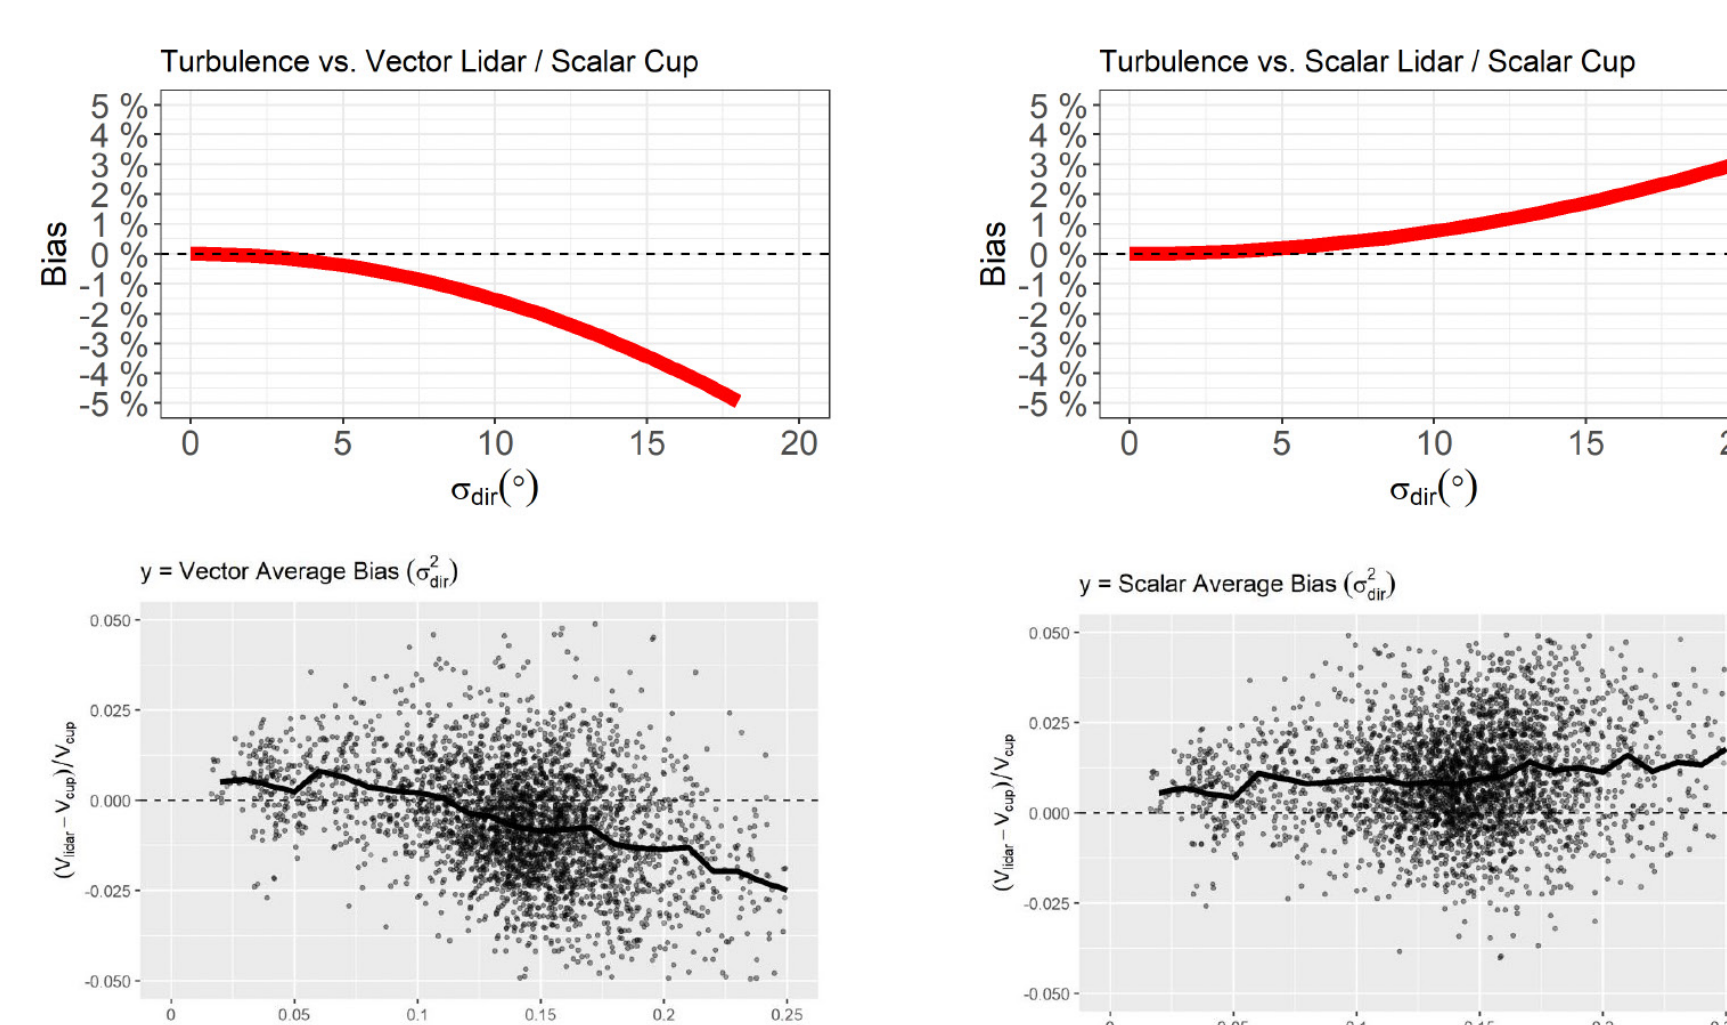 Turbulence vs. Vector Lidar / Scalar Cup
5 %
4 %
3 %
2 %
1 %
0 %
-1 %
-2 %
-3 %
-4 %
-5 %
Bias
0 5 10 15 20
σdir(°)
Turbulence vs. Scalar Lidar / Scalar Cup
5 %
4 %
3 %
2 %
1 %
0 %
-1 %
-2 %
-3 %
-4 %
-5 %
Bias
0 5 10 15
σdir(°)
y = Vector Average Bias (σ²dir)
0.050
0.025
0.000
-0.025
-0.050
(Vlidar − Vcup)/Vcup
0 0.05 0.1 0.15 0.2 0.25
y = Scalar Average Bias (σ²dir)
0.050
0.025
0.000
-0.025
-0.050
(Vlidar − Vcup)/Vcup